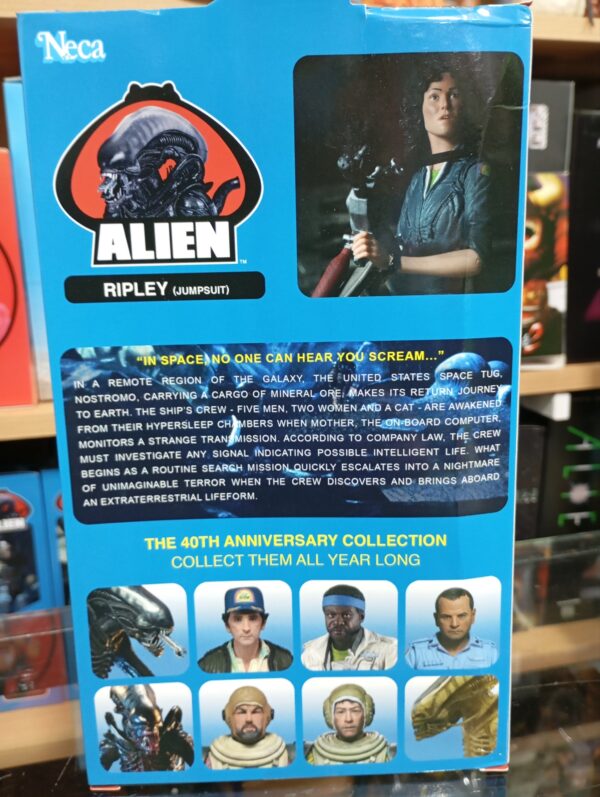 Neca
ALIEN
TM
RIPLEY (JUMPSUIT)
"IN SPACE, NO ONE CAN HEAR YOU SCREAM..."
IN A REMOTE REGION OF THE GALAXY, THE UNITED STATES SPACE TUG,
NOSTROMO, CARRYING A CARGO OF MINERAL ORE, MAKES ITS RETURN JOURNEY
TO EARTH. THE SHIP'S CREW - FIVE MEN, TWO WOMEN AND A CAT - ARE AWAKENED
FROM THEIR HYPERSLEEP CHAMBERS WHEN MOTHER, THE ON-BOARD COMPUTER,
MONITORS A STRANGE TRANSMISSION. ACCORDING TO COMPANY LAW, THE CREW
MUST INVESTIGATE ANY SIGNAL INDICATING POSSIBLE INTELLIGENT LIFE. WHAT
BEGINS AS A ROUTINE SEARCH MISSION QUICKLY ESCALATES INTO A NIGHTMARE
OF UNIMAGINABLE TERROR WHEN THE CREW DISCOVERS AND BRINGS ABOARD
AN EXTRATERRESTRIAL LIFEFORM.
THE 40TH ANNIVERSARY COLLECTION
COLLECT THEM ALL YEAR LONG
ALIEN